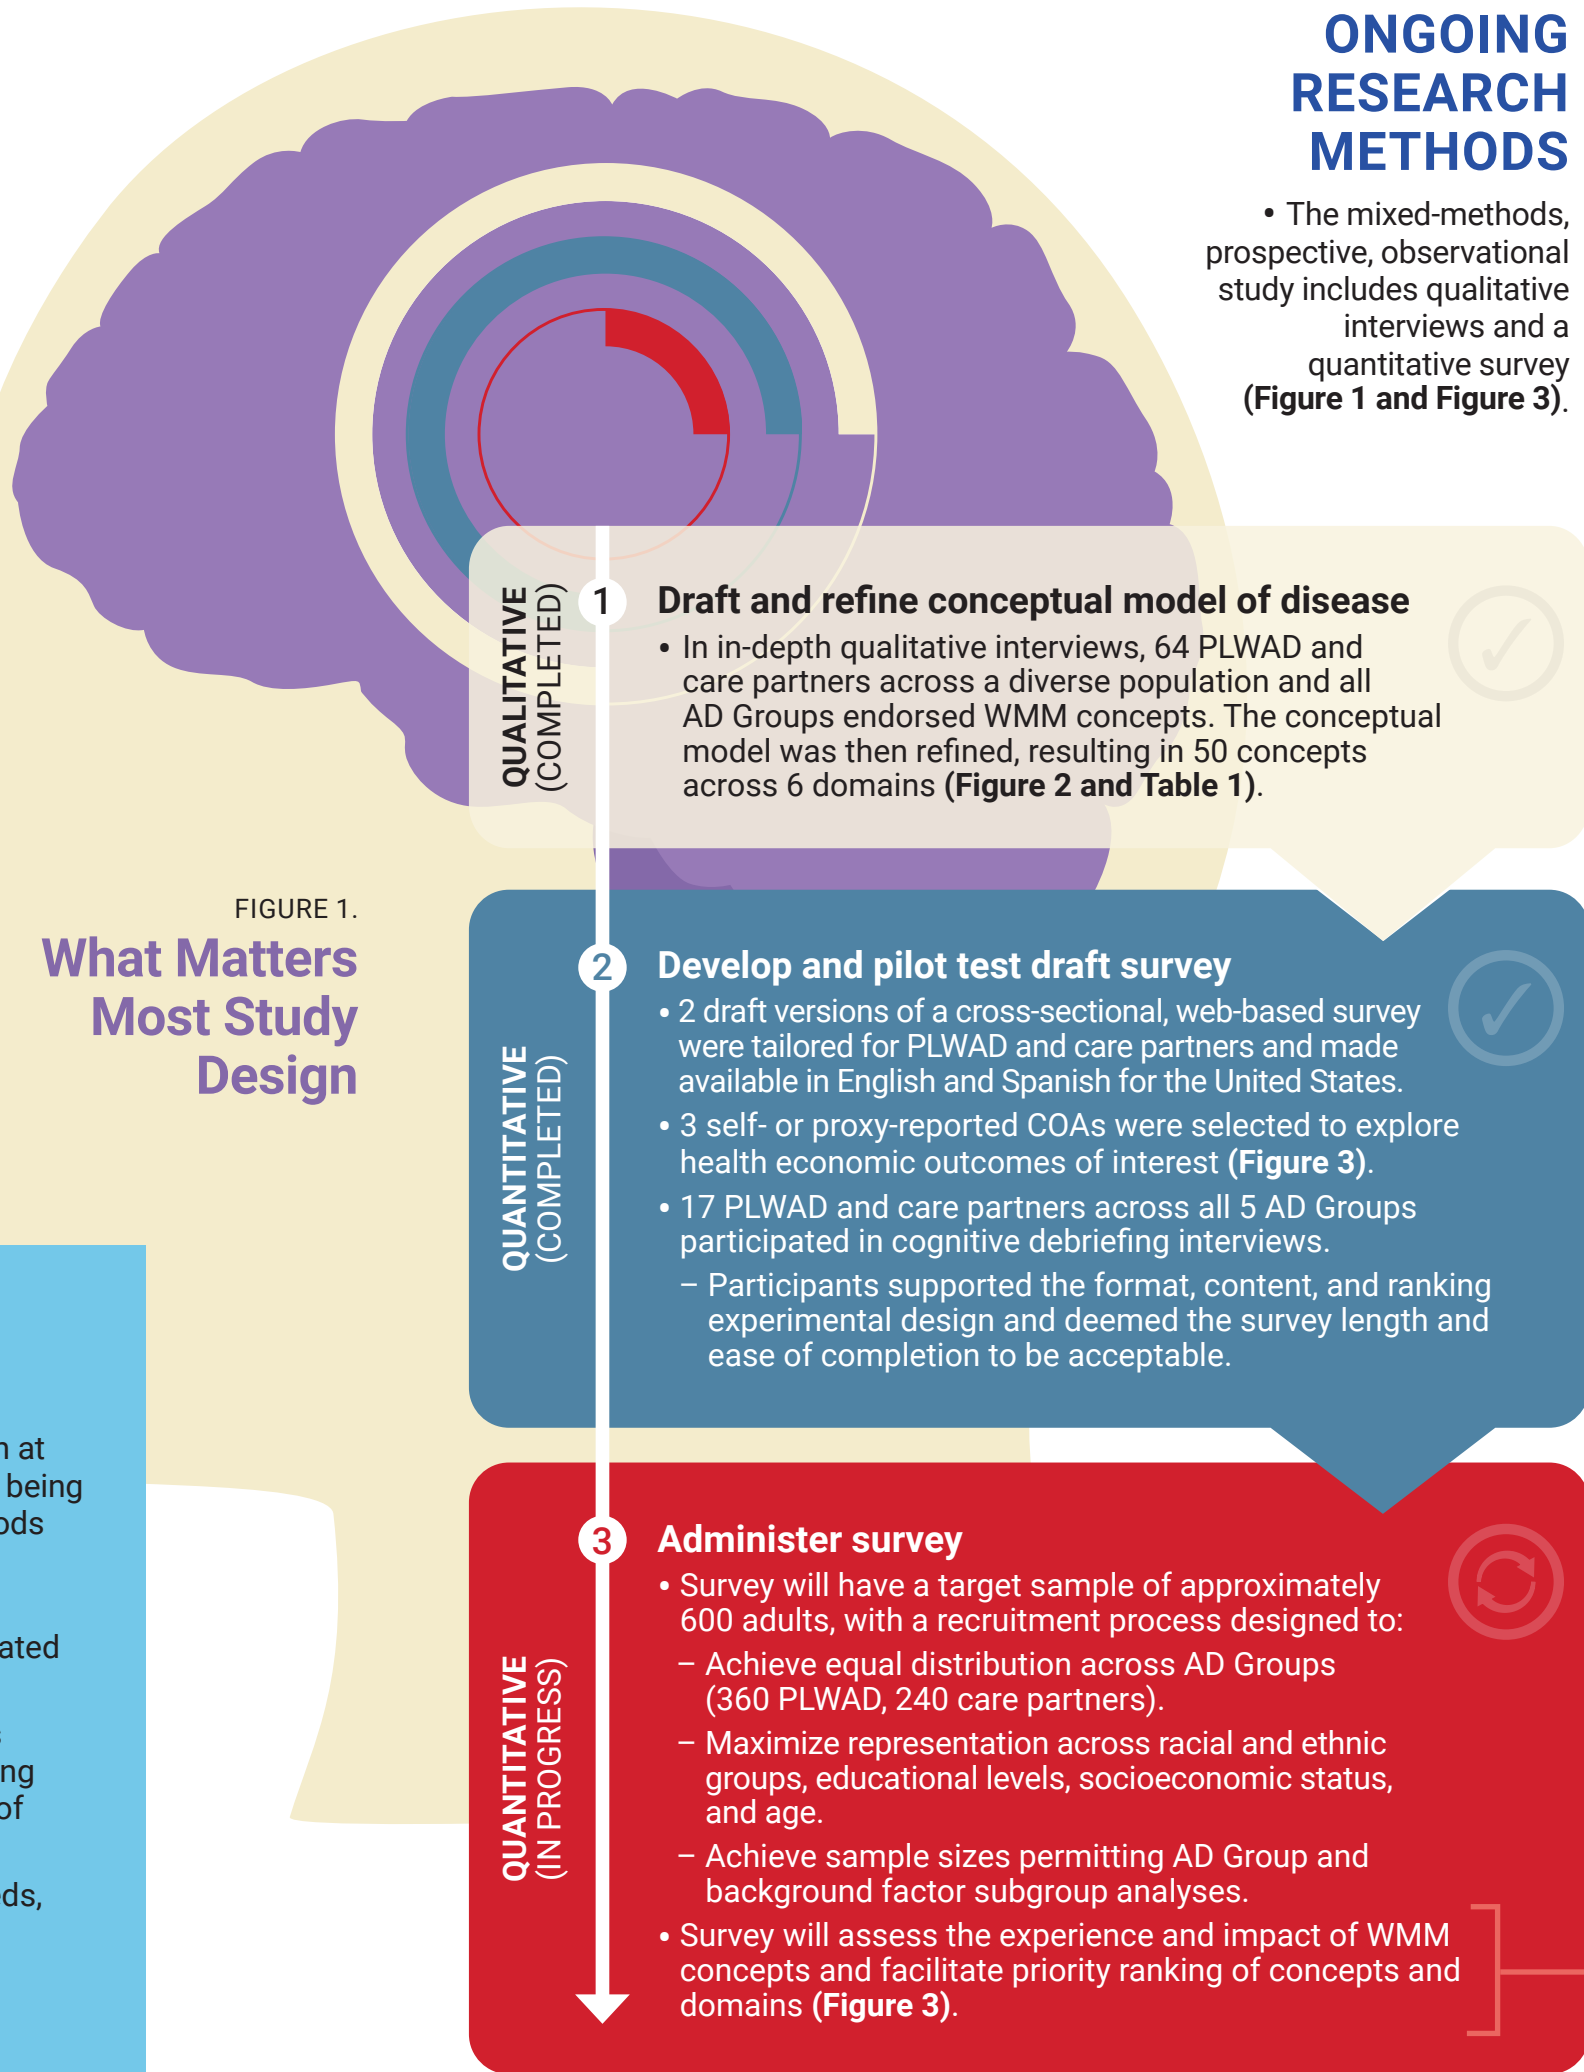 ONGOING
RESEARCH
METHODS
• The mixed-methods,
prospective, observational
study includes qualitative
interviews and a
quantitative survey
(Figure 1 and Figure 3).
QUALITATIVE
(COMPLETED)
1
Draft and refine conceptual model of disease
• In in-depth qualitative interviews, 64 PLWAD and
care partners across a diverse population and all
AD Groups endorsed WMM concepts. The conceptual
model was then refined, resulting in 50 concepts
across 6 domains (Figure 2 and Table 1).
FIGURE 1.
What Matters
Most Study
Design
QUANTITATIVE
(COMPLETED)
2
Develop and pilot test draft survey
• 2 draft versions of a cross-sectional, web-based survey
were tailored for PLWAD and care partners and made
available in English and Spanish for the United States.
• 3 self- or proxy-reported COAs were selected to explore
health economic outcomes of interest (Figure 3).
• 17 PLWAD and care partners across all 5 AD Groups
participated in cognitive debriefing interviews.
– Participants supported the format, content, and ranking
experimental design and deemed the survey length and
ease of completion to be acceptable.
at
being
QUANTITATIVE
(IN PROGRESS)
3
Administer survey
• Survey will have a target sample of approximately
600 adults, with a recruitment process designed to:
– Achieve equal distribution across AD Groups
(360 PLWAD, 240 care partners).
– Maximize representation across racial and ethnic
groups, educational levels, socioeconomic status,
and age.
– Achieve sample sizes permitting AD Group and
background factor subgroup analyses.
• Survey will assess the experience and impact of WMM
concepts and facilitate priority ranking of concepts and
domains (Figure 3).
of